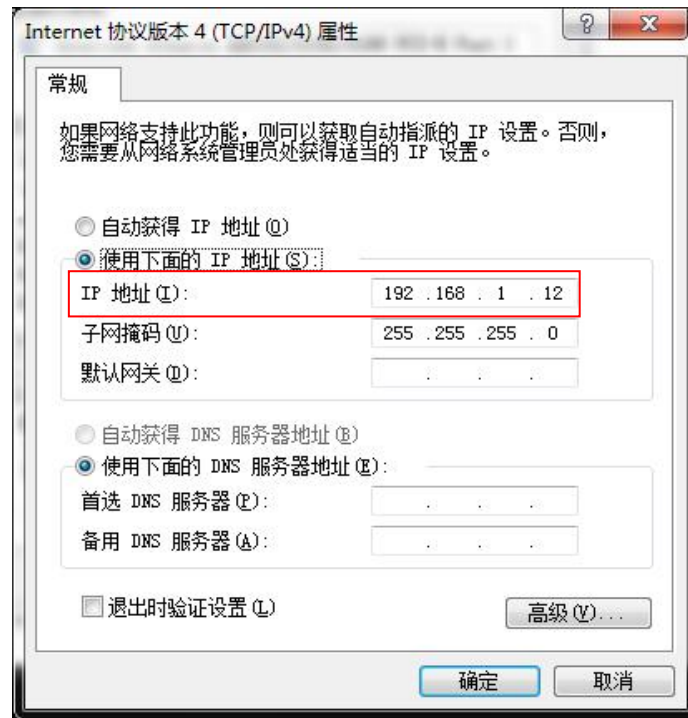 Internet 协议版本 4 (TCP/IPv4) 属性
常规
如果网络支持此功能，则可以获取自动指派的 IP 设置。否则，
您需要从网络系统管理员处获得适当的 IP 设置。
自动获得 IP 地址(O)
使用下面的 IP 地址(S):
IP 地址(I): 192 . 168 . 1 . 12
子网掩码(U): 255 . 255 . 255 . 0
默认网关(D): . . .
自动获得 DNS 服务器地址(B)
使用下面的 DNS 服务器地址(E):
首选 DNS 服务器(P): . . .
备用 DNS 服务器(A): . . .
退出时验证设置(L)
高级(V)...
确定 取消